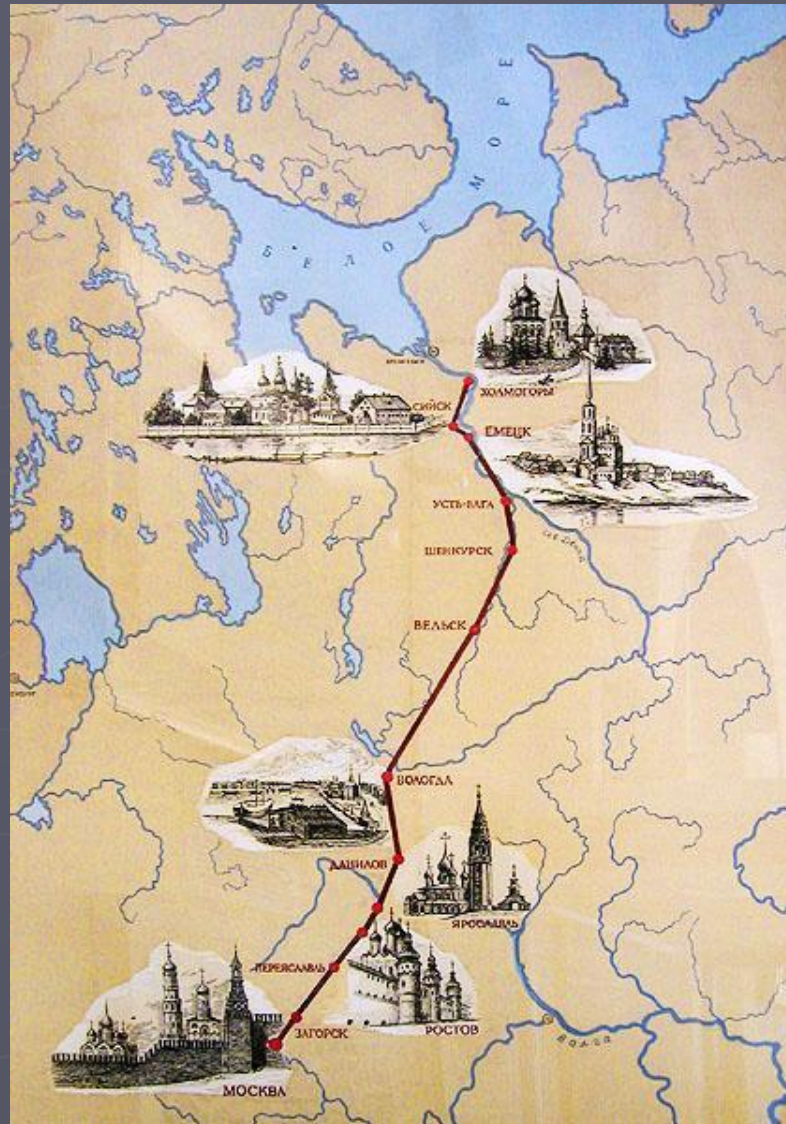 БЕЛОЕ МОРЕ
ХОЛМОГОРЫ
СИЙСК
ЕМЕЦК
УСТЬ-ВАГА
ШЕНКУРСК
ВЕЛЬСК
ВОЛОГДА
ДАНИЛОВ
ЯРОСЛАВЛЬ
ПЕРЕЯСЛАВЛЬ
РОСТОВ
ЗАГОРСК
ВОЛГА
МОСКВА